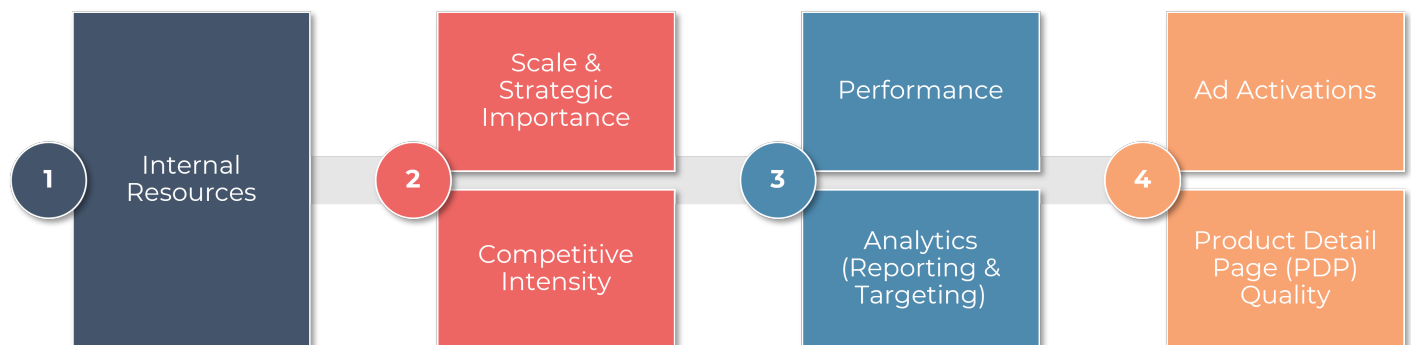 1
Internal
Resources
2
Scale &
Strategic
Importance
Competitive
Intensity
3
Performance
Analytics
(Reporting &
Targeting)
4
Ad Activations
Product Detail
Page (PDP)
Quality